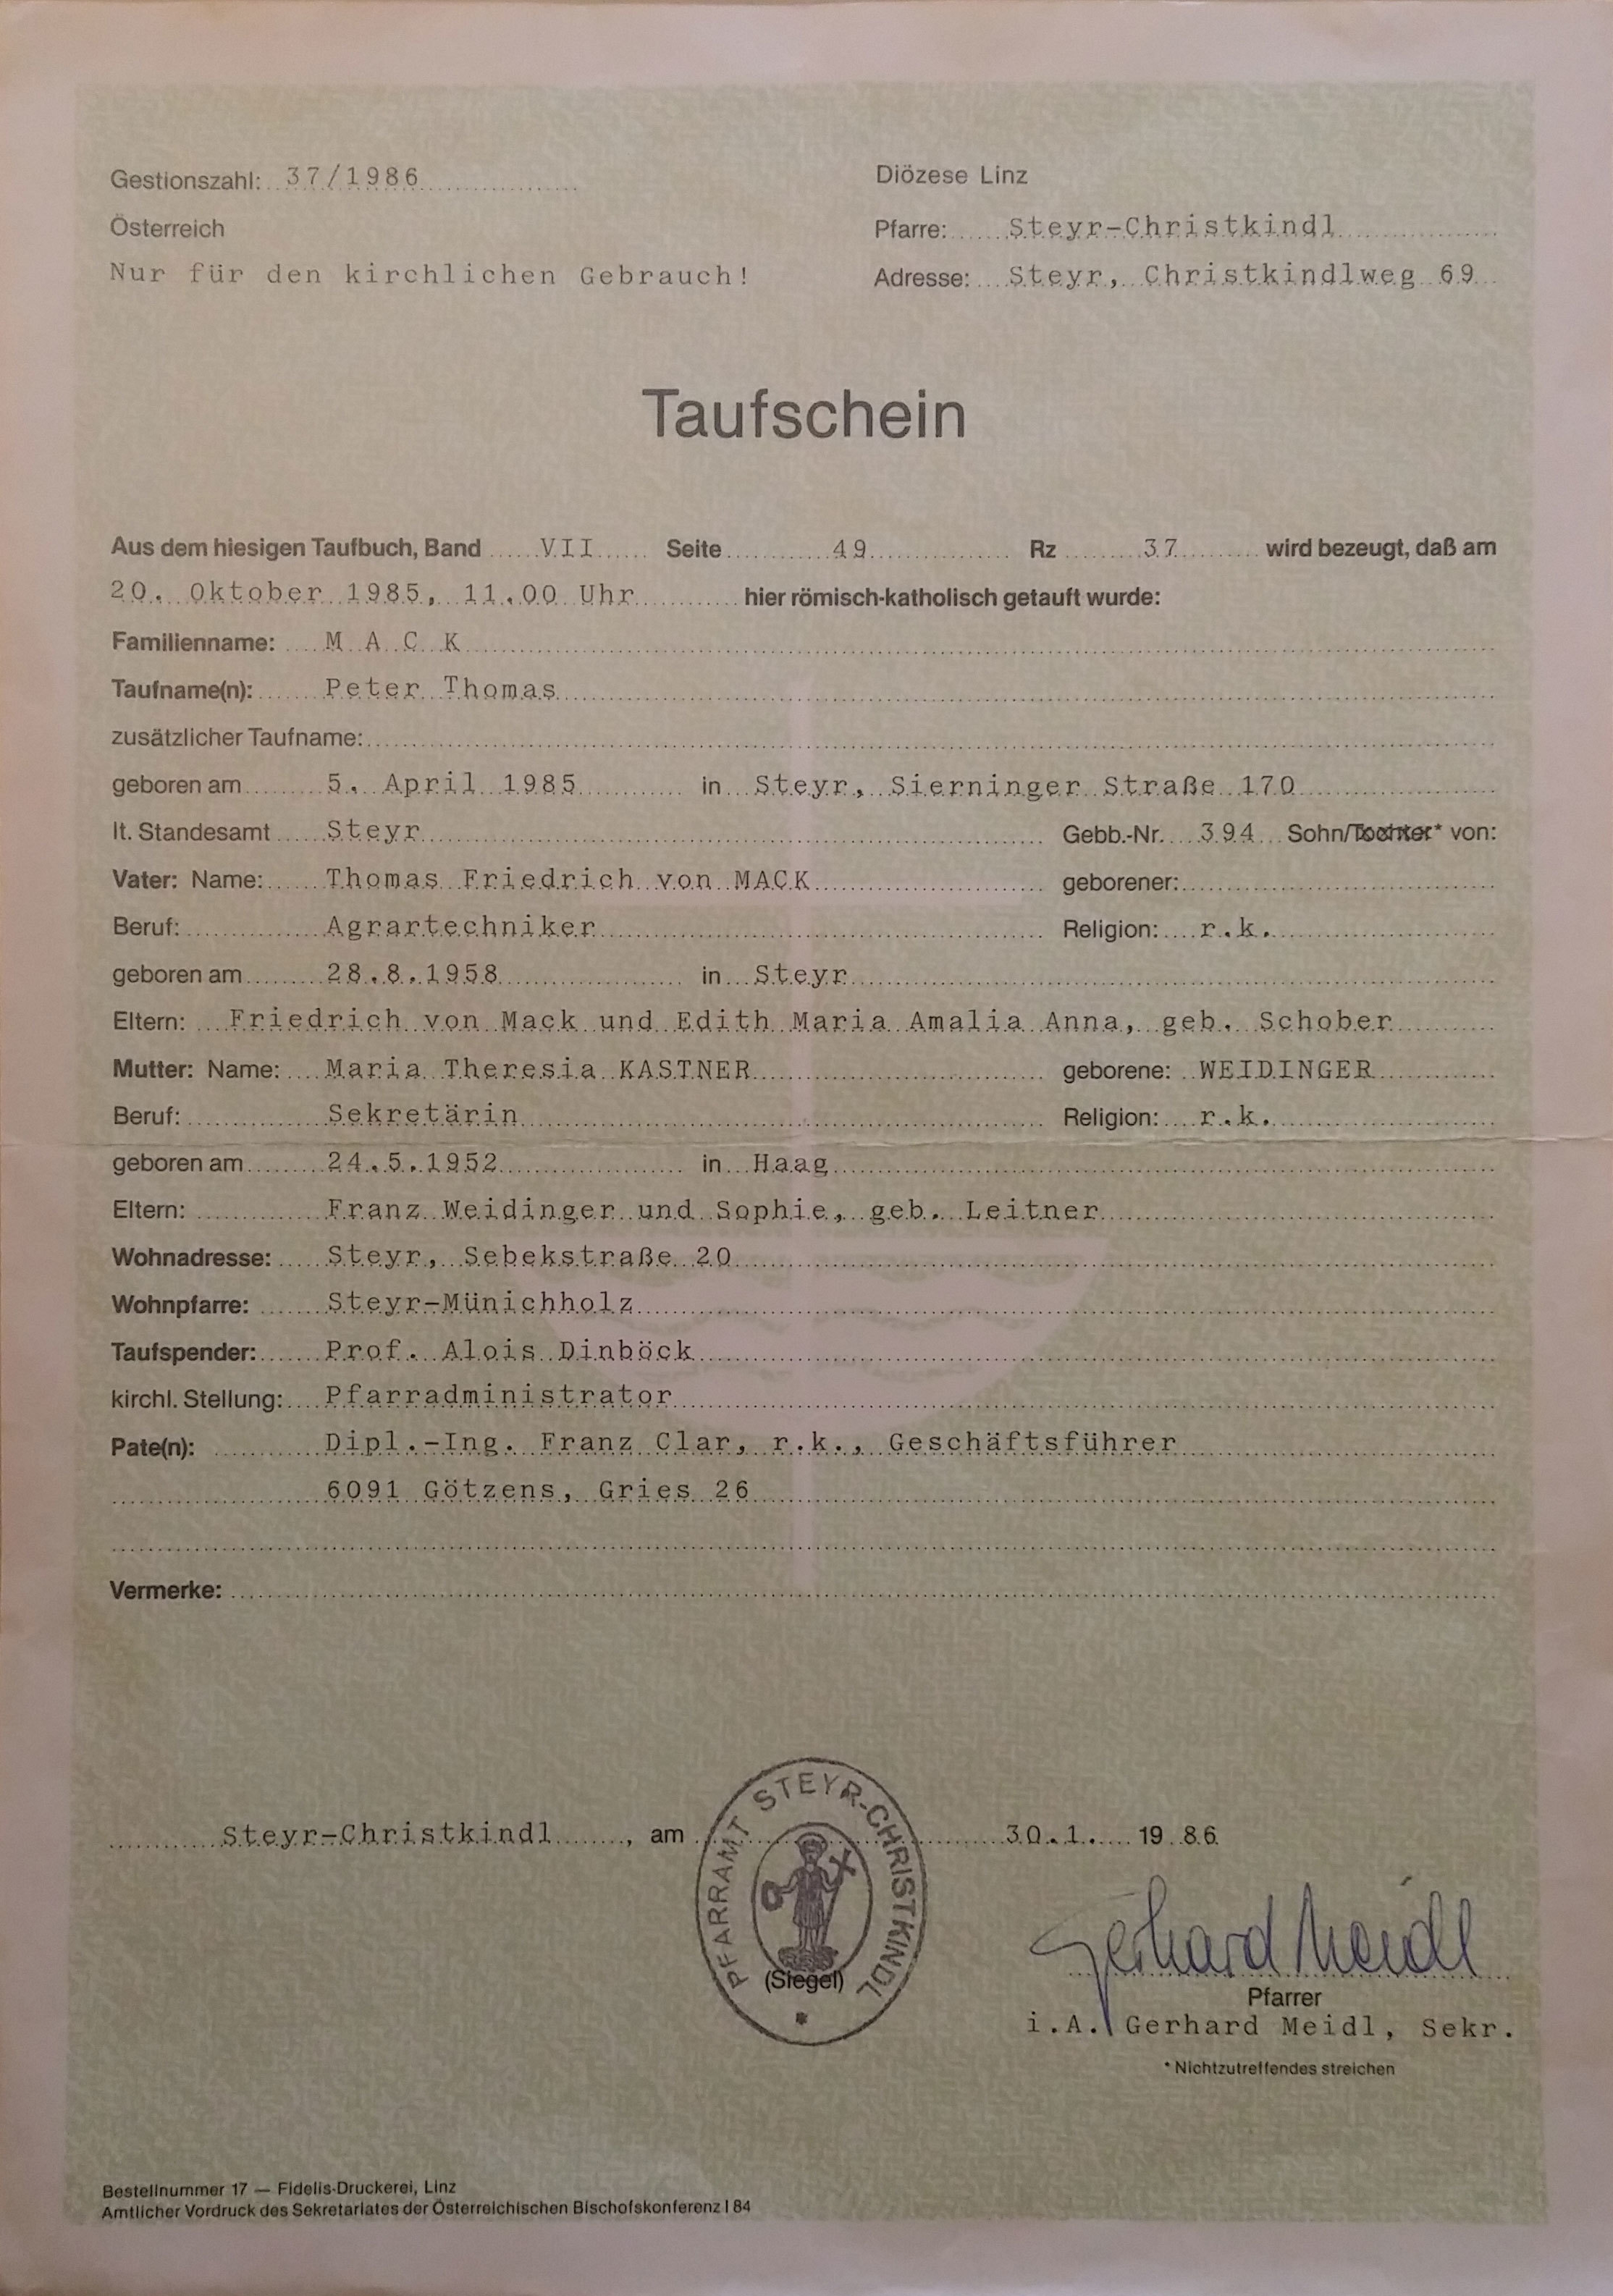 Gestionszahl: 37/1986
Diözese Linz
Österreich
Pfarre: Steyr-Christkindl
Nur für den kirchlichen Gebrauch!
Adresse: Steyr, Christkindlweg 69
Taufschein
Aus dem hiesigen Taufbuch, Band VII Seite 49 Rz 37 wird bezeugt, daß am
20. Oktober 1985, 11.00 Uhr hier römisch-katholisch getauft wurde:
Familienname: M A C K
Taufname(n): Peter Thomas
zusätzlicher Taufname:
geboren am 5. April 1985 in Steyr, Sierninger Straße 170
lt. Standesamt Steyr Gebb.-Nr. 394 Sohn/Tochter* von:
Vater: Name: Thomas Friedrich von MACK geborener:
Beruf: Agrartechniker Religion: r.k.
geboren am 28.8.1958 in Steyr
Eltern: Friedrich von Mack und Edith Maria Amalia Anna, geb. Schober
Mutter: Name: Maria Theresia KASTNER geborene: WEIDINGER
Beruf: Sekretärin Religion: r.k.
geboren am 24.5.1952 in Haag
Eltern: Franz Weidinger und Sophie, geb. Leitner
Wohnadresse: Steyr, Sebekstraße 20
Wohnpfarre: Steyr-Münichholz
Taufspender: Prof. Alois Dinböck
kirchl. Stellung: Pfarradministrator
Pate(n): Dipl.-Ing. Franz Clar, r.k., Geschäftsführer
6091 Götzens, Gries 26
Vermerke:
PFARRAMT STEYR-CHRISTKINDL
Steyr-Christkindl, am 30.1. 19 86
(Siegel)
Gerhard Meidl
Pfarrer
i.A. Gerhard Meidl, Sekr.
* Nichtzutreffendes streichen
Bestellnummer 17 — Fidelis-Druckerei, Linz
Amtlicher Vordruck des Sekretariates der Österreichischen Bischofskonferenz I 84